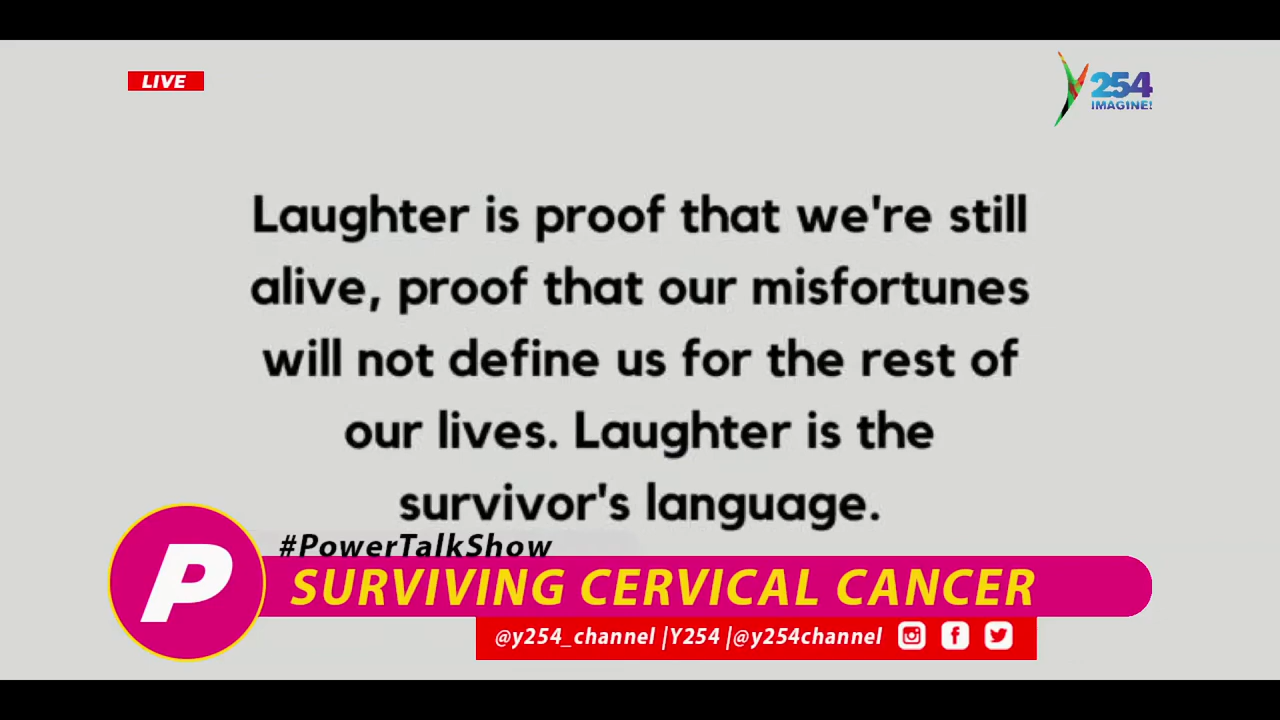 LIVE
254
IMAGINE!
Laughter is proof that we're still
alive, proof that our misfortunes
will not define us for the rest of
our lives. Laughter is the
survivor's language.
#PowerTalkShow
P
SURVIVING CERVICAL CANCER
@y254_channel |Y254 |@y254channel